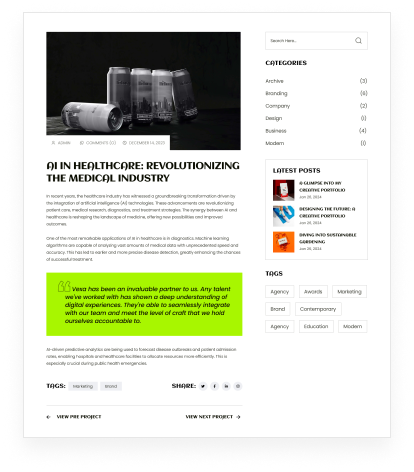 ADMIN COMMENTS (0) DECEMBER 14, 2023
AI IN HEALTHCARE: REVOLUTIONIZING
THE MEDICAL INDUSTRY
In recent years, the healthcare industry has witnessed a groundbreaking transformation driven by
the integration of artificial intelligence (AI) technologies. These advancements are revolutionizing
patient care, medical research, diagnostics, and treatment strategies. The synergy between AI and
healthcare is reshaping the landscape of medicine, offering new possibilities and improved
outcomes.
One of the most remarkable applications of AI in healthcare is in diagnostics. Machine learning
algorithms are capable of analyzing vast amounts of medical data with unprecedented speed and
accuracy. This has led to earlier and more precise disease detection, greatly enhancing the chances
of successful treatment.
Vexa has been an invaluable partner to us. Any talent
we've worked with has shown a deep understanding of
digital experiences. They're able to seamlessly integrate
with our team and meet the level of craft that we hold
ourselves accountable to.
AI-driven predictive analytics are being used to forecast disease outbreaks and patient admission
rates, enabling hospitals and healthcare facilities to allocate resources more efficiently. This is
especially crucial during public health emergencies.
TAGS: Marketing Brand SHARE:
VIEW PRE PROJECT VIEW NEXT PROJECT
Search Here..
CATEGORIES
Archive (3)
Branding (6)
Company (2)
Design (1)
Business (4)
Modern (1)
LATEST POSTS
A GLIMPSE INTO MY
CREATIVE PORTFOLIO
Jan 20, 2024
DESIGNING THE FUTURE: A
CREATIVE PORTFOLIO
Jan 20, 2024
DIVING INTO SUSTAINABLE
GARDENING
Jan 20, 2024
TAGS
Agency Awards Marketing
Brand Contemporary
Agency Education Modern